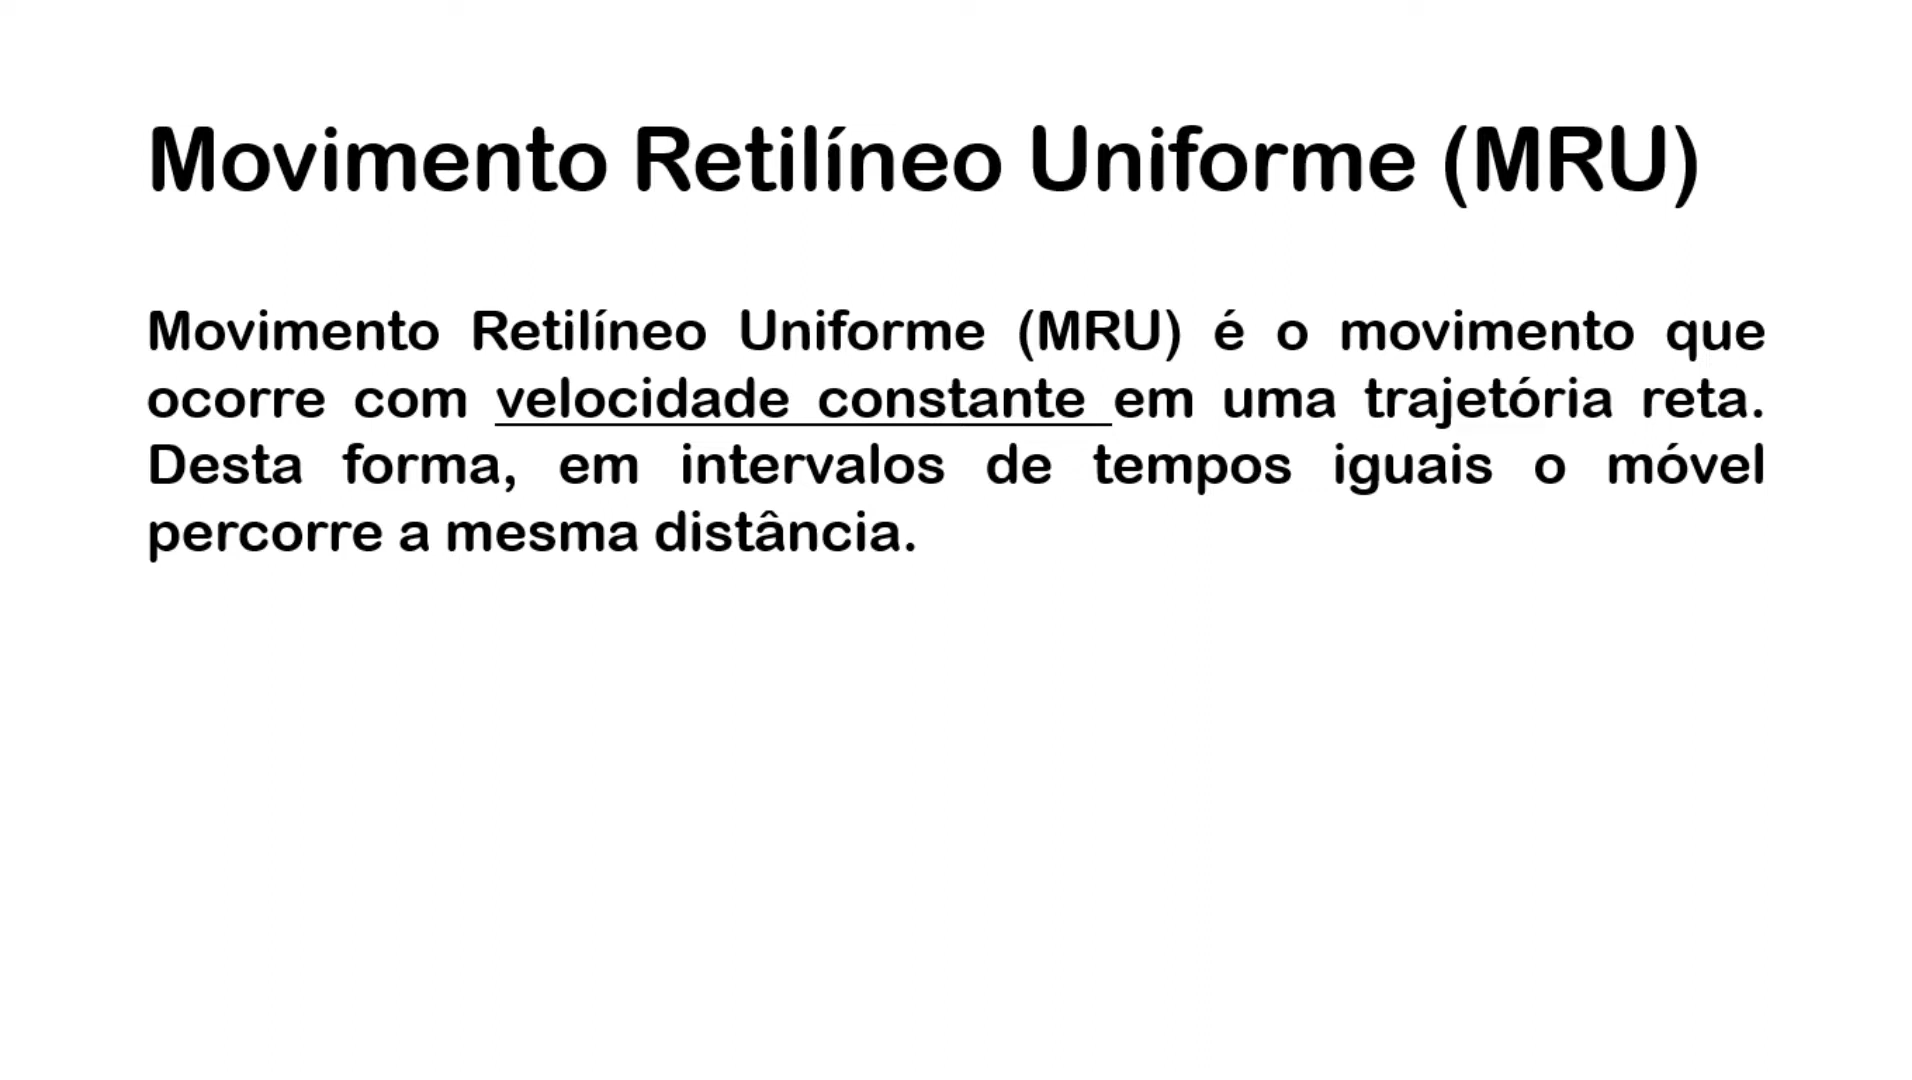 Movimento Retilíneo Uniforme (MRU)
Movimento Retilíneo Uniforme (MRU) é o movimento que
ocorre com velocidade constante em uma trajetória reta.
Desta forma, em intervalos de tempos iguais o móvel
percorre a mesma distância.